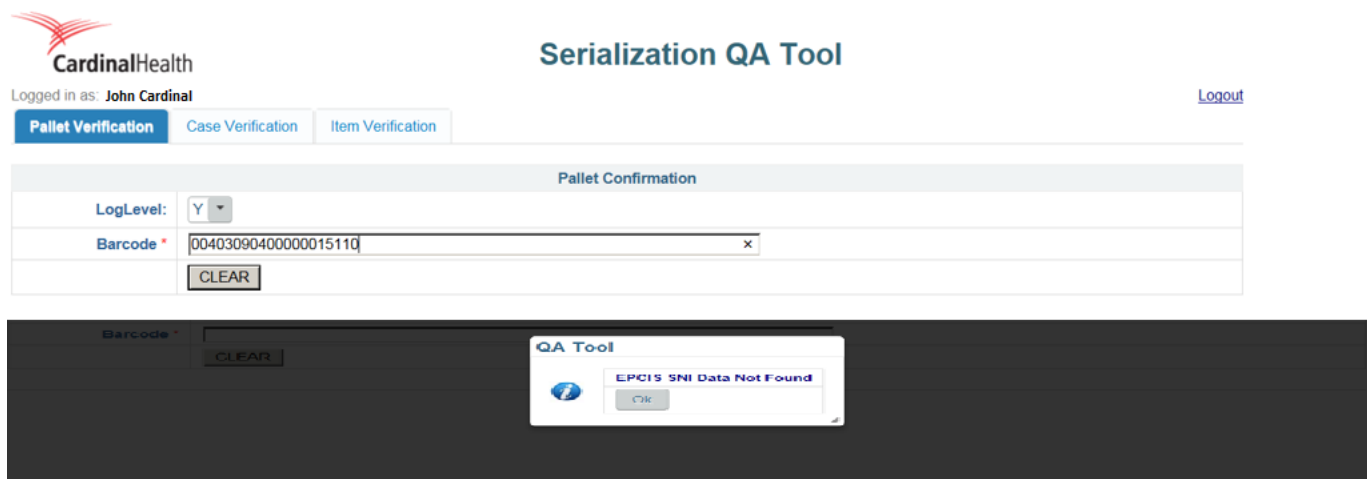 CardinalHealth
Serialization QA Tool
Logged in as: John Cardinal
Logout
Pallet Verification Case Verification Item Verification
Pallet Confirmation
LogLevel: Y
Barcode * 00403090400000015110 ×
CLEAR
Barcode *
CLEAR
QA Tool
EPCIS SNI Data Not Found
Ok